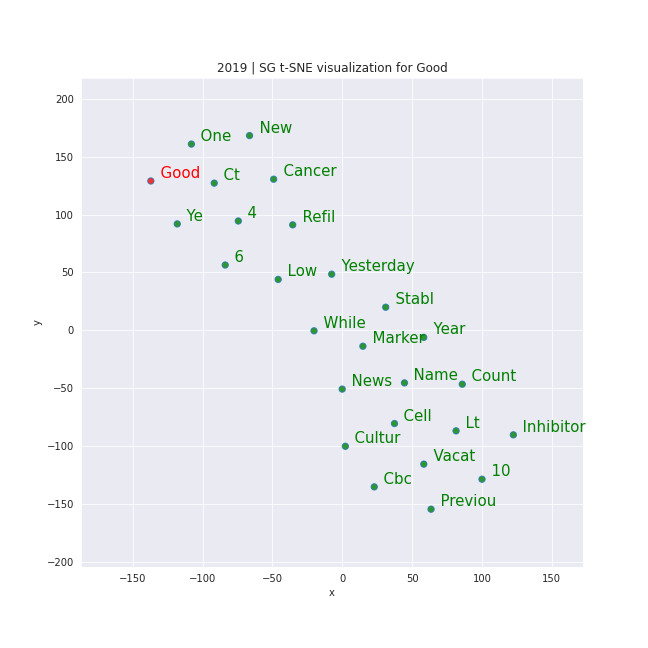 2019 | SG t-SNE visualization for Good
200
150
100
50
0
−50
−100
−150
−200
y
One
New
Good
Ct
Cancer
Ye
4
Refil
6
Low
Yesterday
Stabl
While
Marker
Year
News
Name
Count
Cell
Lt
Inhibitor
Cultur
Vacat
10
Cbc
Previou
−150
−100
−50
0
50
100
150
x